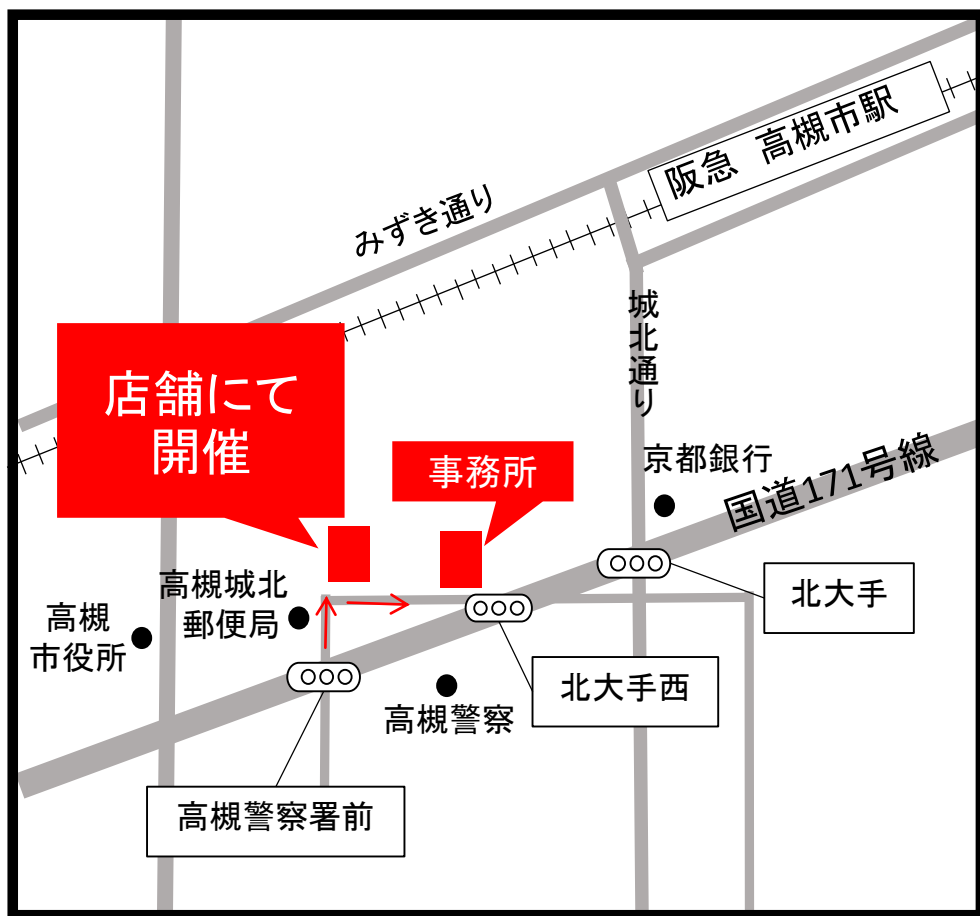 阪急 高槻市駅
みずき通り
城北通り
店舗にて
開催
事務所
京都銀行
国道171号線
高槻城北
郵便局
高槻
市役所
北大手
北大手西
高槻警察
高槻警察署前